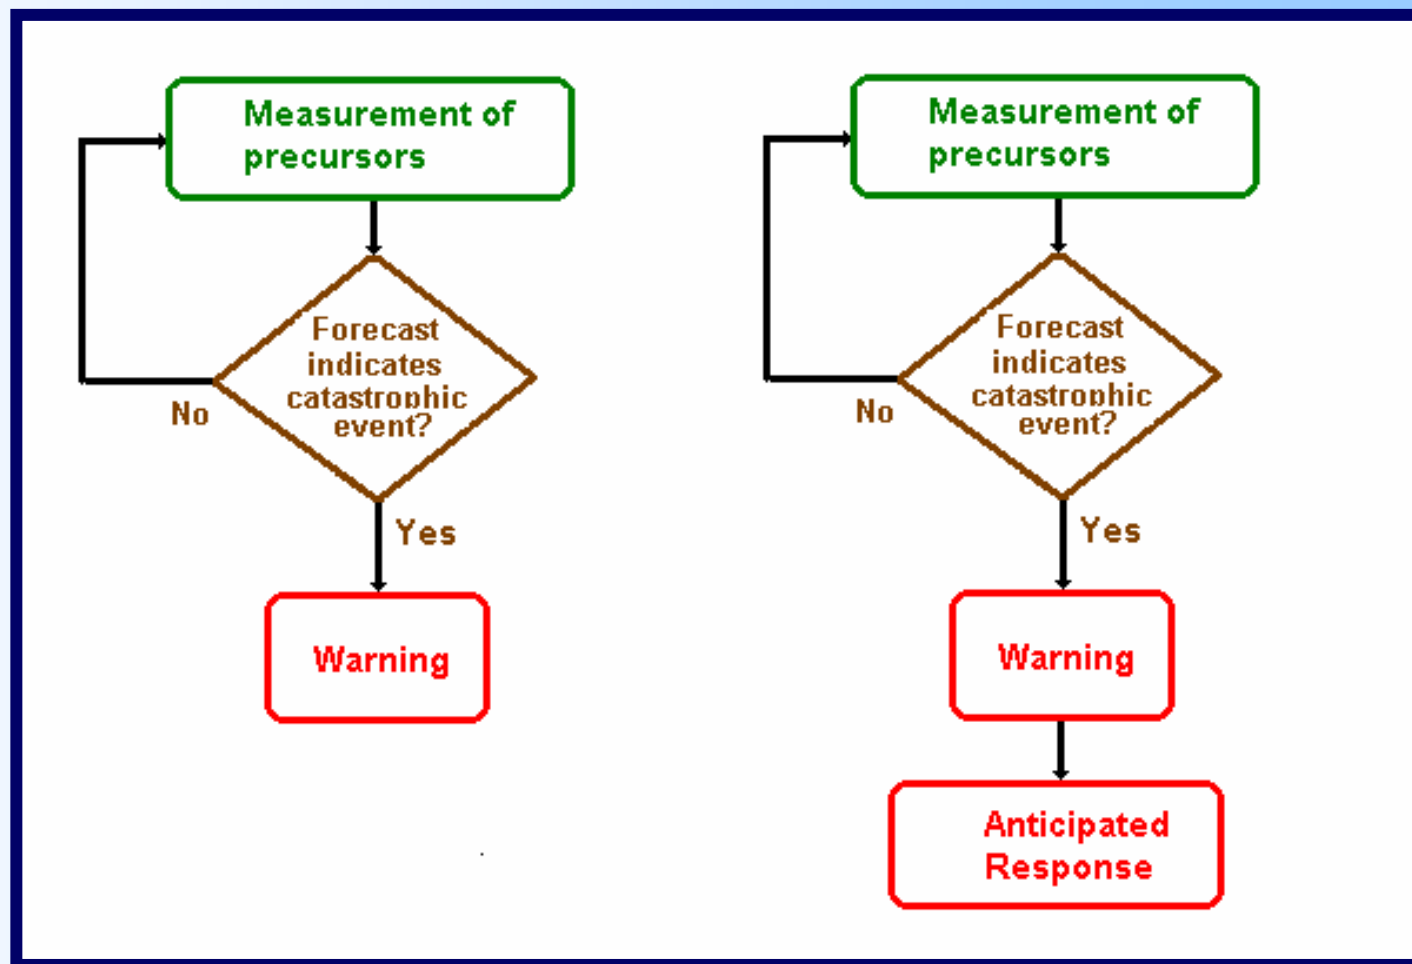 Measurement of
precursors
Forecast
indicates
catastrophic
event?
No
Yes
Warning
Measurement of
precursors
Forecast
indicates
catastrophic
event?
No
Yes
Warning
Anticipated
Response